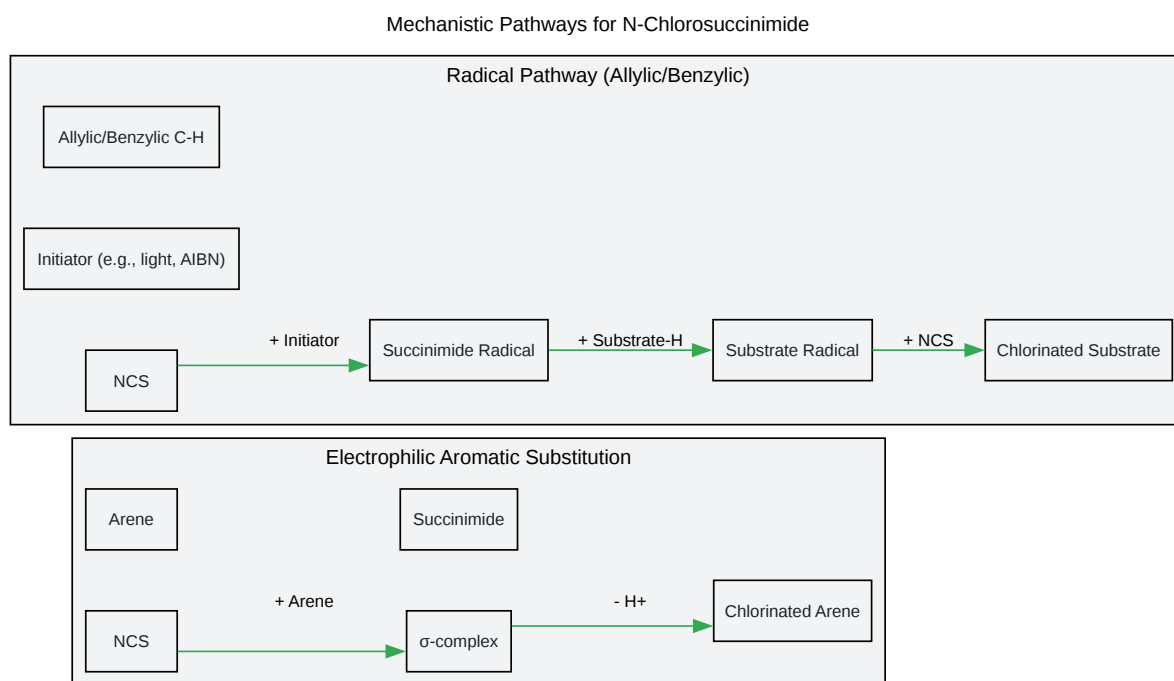 Mechanistic Pathways for N-Chlorosuccinimide
Radical Pathway (Allylic/Benzylic)
Allylic/Benzylic C-H
Initiator (e.g., light, AIBN)
NCS
+ Initiator
Succinimide Radical
+ Substrate-H
Substrate Radical
+ NCS
Chlorinated Substrate
Electrophilic Aromatic Substitution
Arene
Succinimide
NCS
+ Arene
σ-complex
- H+
Chlorinated Arene